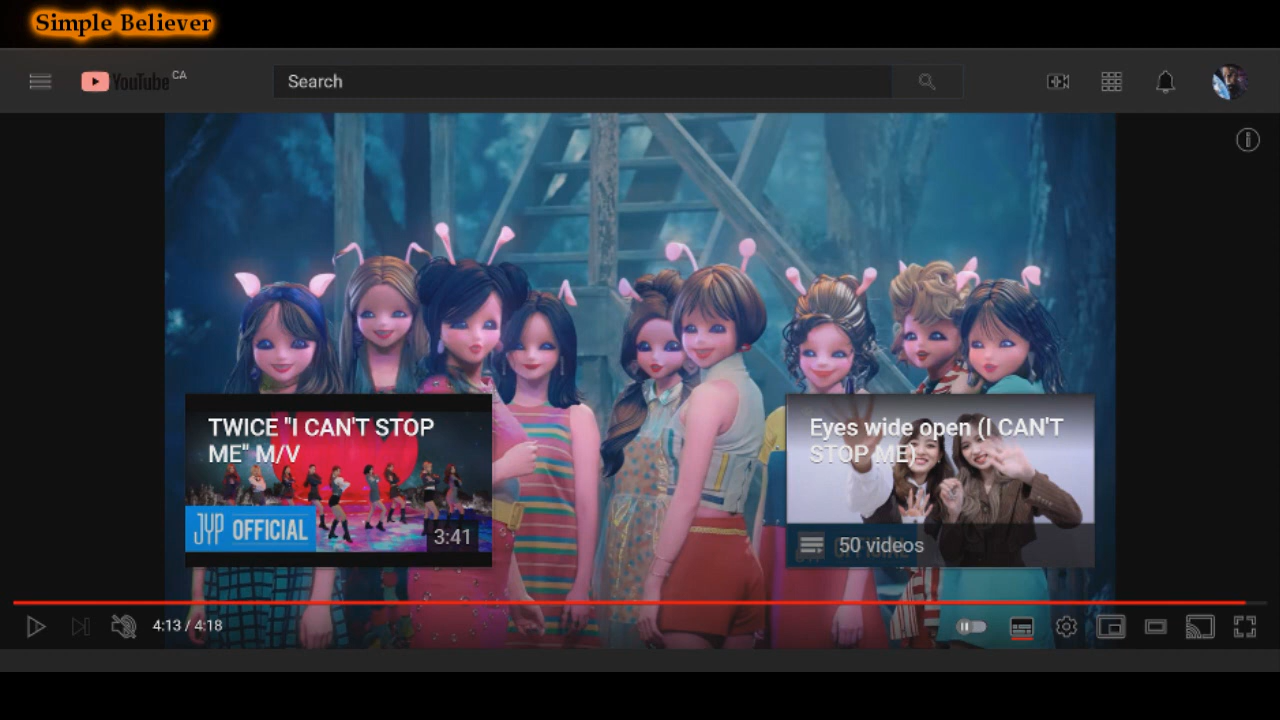 Simple Believer
YouTube CA
Search
TWICE "I CAN'T STOP
ME" M/V
JYP OFFICIAL
3:41
Eyes wide open (I CAN'T
STOP ME)
50 videos
4:13 / 4:18